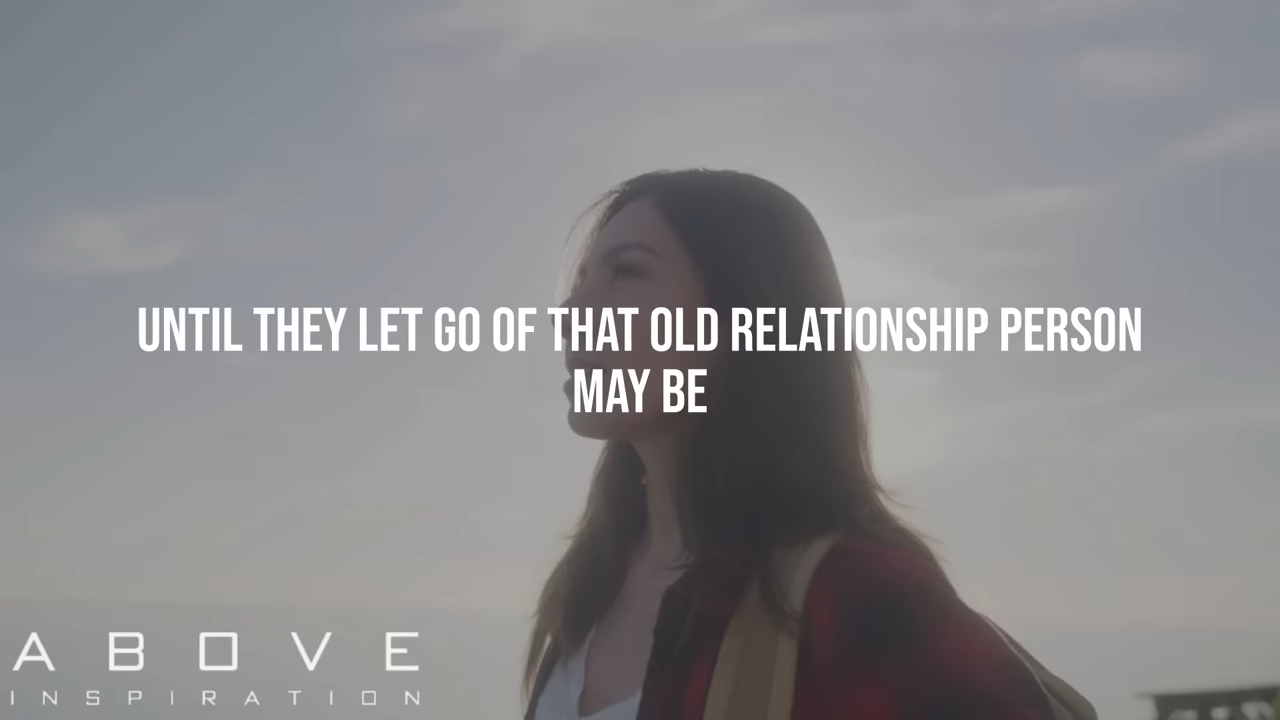 UNTIL THEY LET GO OF THAT OLD RELATIONSHIP PERSON
MAY BE
ABOVE
INSPIRATION